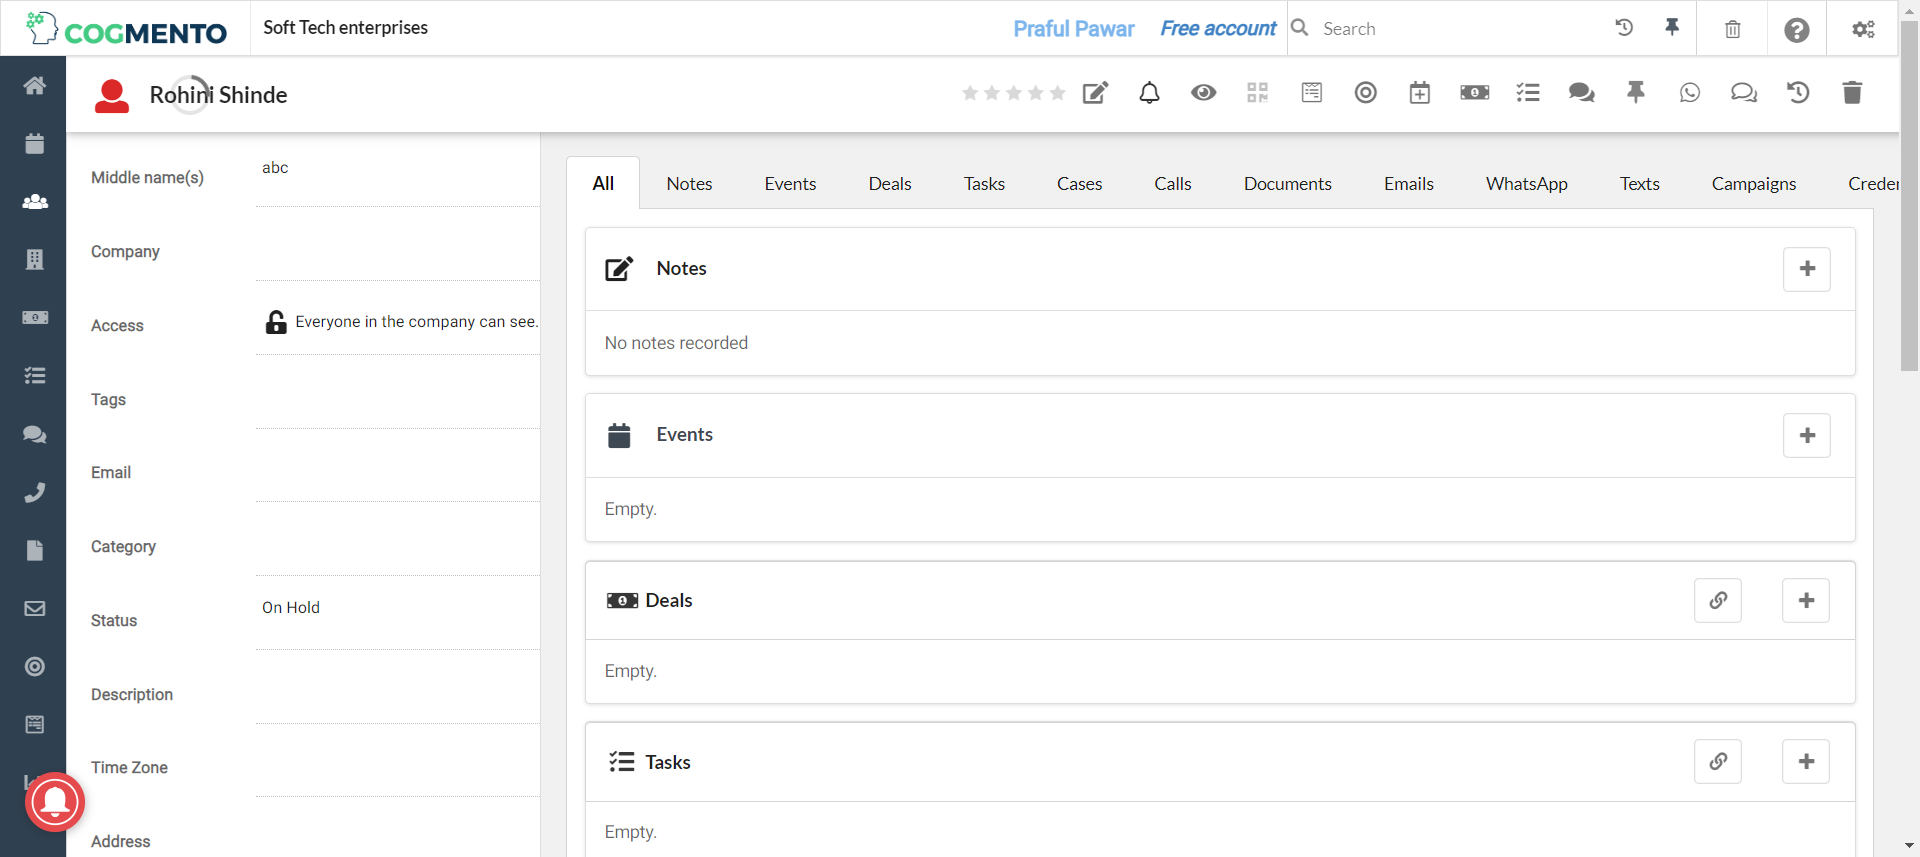 COGMENTO
Soft Tech enterprises
Praful Pawar
Free account
Search
Rohini Shinde
Middle name(s)
abc
Company
Access
Everyone in the company can see.
Tags
Email
Category
Status
On Hold
Description
Time Zone
Address
All
Notes
Events
Deals
Tasks
Cases
Calls
Documents
Emails
WhatsApp
Texts
Campaigns
Creder
Notes
No notes recorded
Events
Empty.
Deals
Empty.
Tasks
Empty.